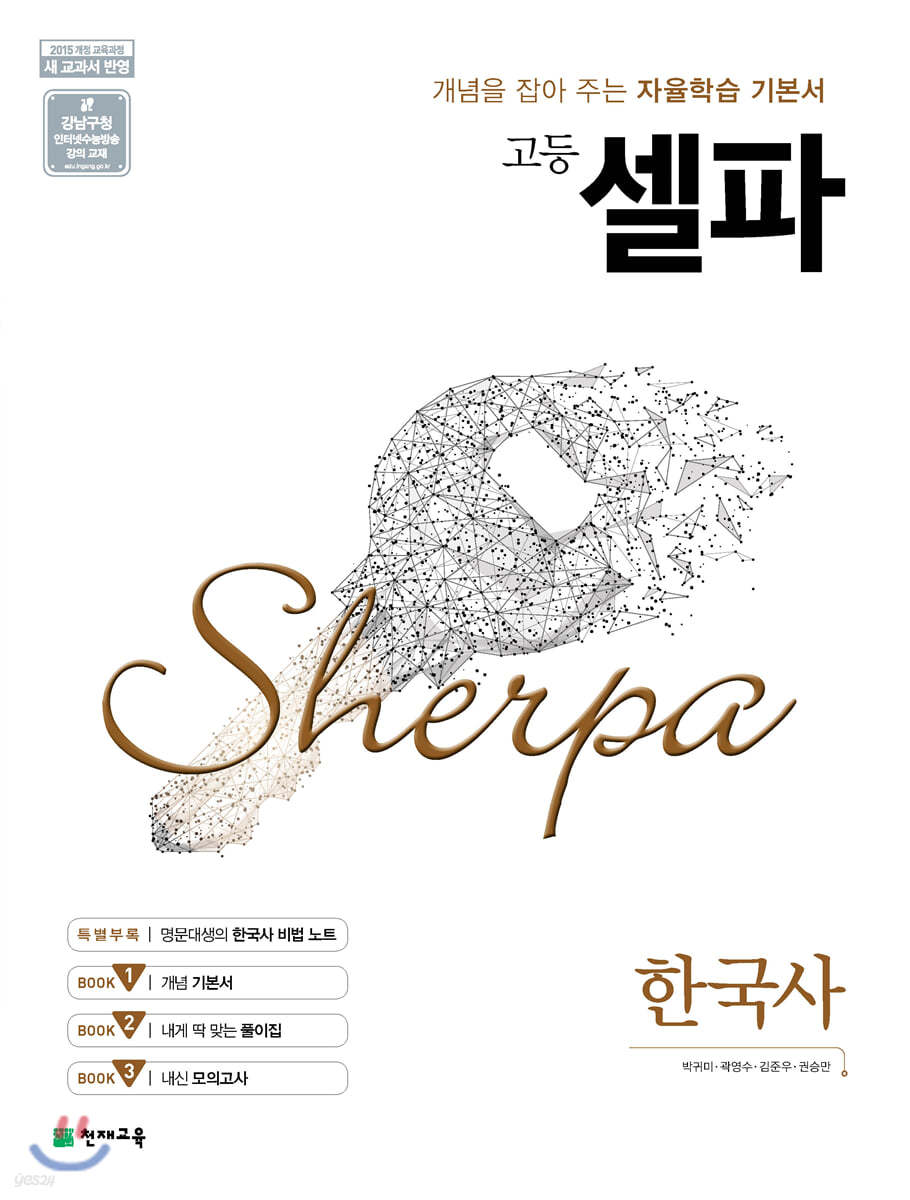 2015 개정 교육과정
새 교과서 반영
강남구청
인터넷수능방송
강의 교재
edu.ingang.go.kr
개념을 잡아 주는 자율학습 기본서
고등 셀파
Sherpa
특별부록 | 명문대생의 한국사 비법 노트
BOOK 1 | 개념 기본서
BOOK 2 | 내게 딱 맞는 풀이집
BOOK 3 | 내신 모의고사
한국사
박귀미·곽영수·김준우·권승만
천재교육
yes24